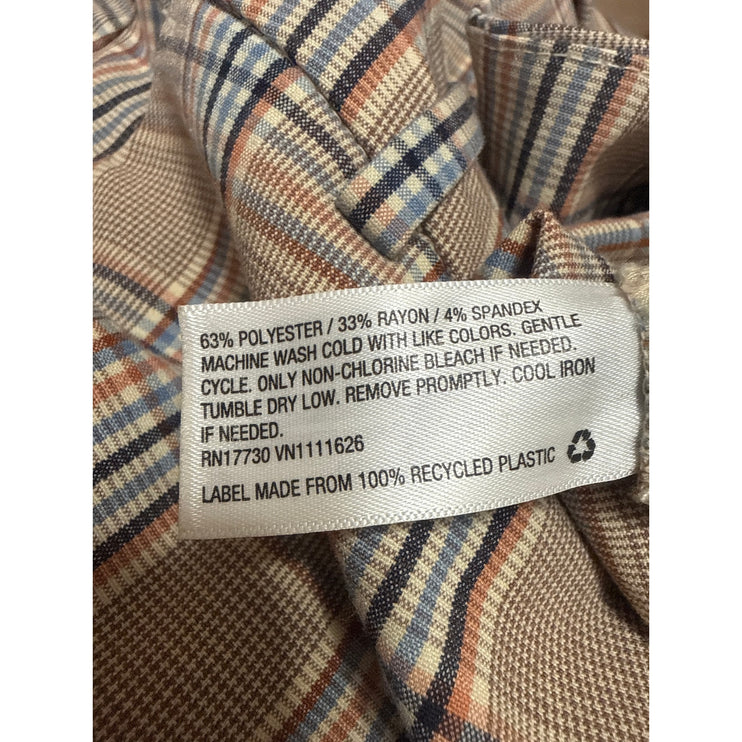 63% POLYESTER / 33% RAYON / 4% SPANDEX
MACHINE WASH COLD WITH LIKE COLORS. GENTLE
CYCLE. ONLY NON-CHLORINE BLEACH IF NEEDED.
TUMBLE DRY LOW. REMOVE PROMPTLY. COOL IRON
IF NEEDED.
RN17730 VN1111626
LABEL MADE FROM 100% RECYCLED PLASTIC